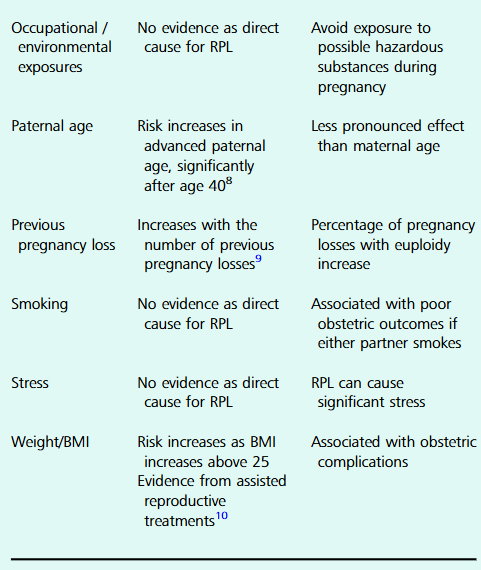 Occupational /
environmental
exposures
No evidence as direct
cause for RPL
Avoid exposure to
possible hazardous
substances during
pregnancy
Paternal age
Risk increases in
advanced paternal
age, significantly
after age 40⁸
Less pronounced effect
than maternal age
Previous
pregnancy loss
Increases with the
number of previous
pregnancy losses⁹
Percentage of pregnancy
losses with euploidy
increase
Smoking
No evidence as direct
cause for RPL
Associated with poor
obstetric outcomes if
either partner smokes
Stress
No evidence as direct
cause for RPL
RPL can cause
significant stress
Weight/BMI
Risk increases as BMI
increases above 25
Evidence from assisted
reproductive
treatments¹⁰
Associated with obstetric
complications